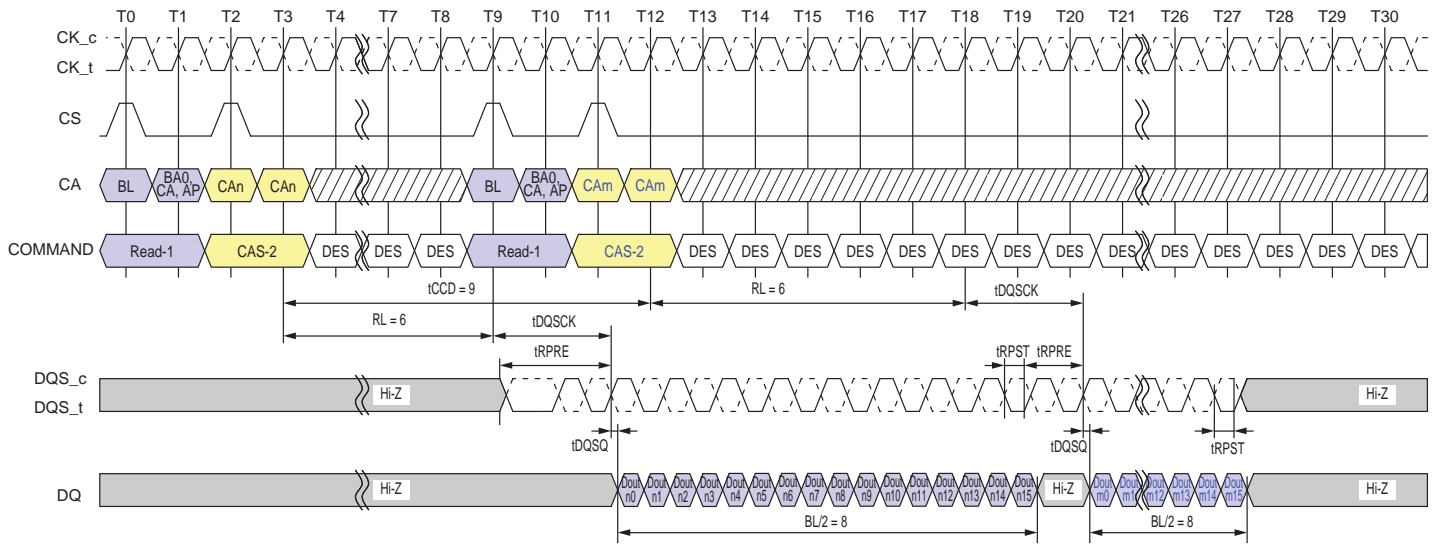 T0 T1 T2 T3 T4 T7 T8 T9 T10 T11 T12 T13 T14 T15 T16 T17 T18 T19 T20 T21 T26 T27 T28 T29 T30
CK_c
CK_t
CS
CA
BL BA0, CA, AP CAn CAn BL BA0, CA, AP CAm CAm
COMMAND
Read-1 CAS-2 DES DES DES Read-1 CAS-2 DES DES DES DES DES DES DES DES DES DES DES DES DES DES
tCCD = 9 RL = 6 tDQSCK
RL = 6 tDQSCK
tRPRE tRPST tRPRE
DQS_c
DQS_t
Hi-Z Hi-Z
tDQSQ tDQSQ tRPST
DQ
Hi-Z Dout n0 Dout n1 Dout n2 Dout n3 Dout n4 Dout n5 Dout n6 Dout n7 Dout n8 Dout n9 Dout n10 Dout n11 Dout n12 Dout n13 Dout n14 Dout n15 Hi-Z Dout m0 Dout m1 Dout m12 Dout m13 Dout m14 Dout m15 Hi-Z
BL/2 = 8 BL/2 = 8